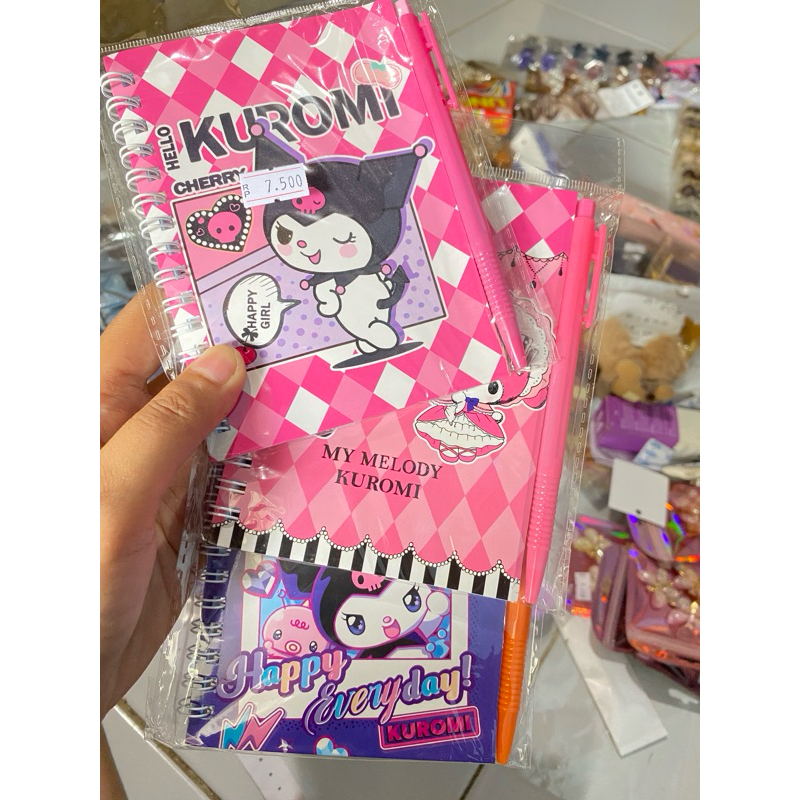 HELLO
KUROMI
CHERRY
RP 7.500
HAPPY
GIRL
MY MELODY
KUROMI
Happy
Everyday!
KUROMI